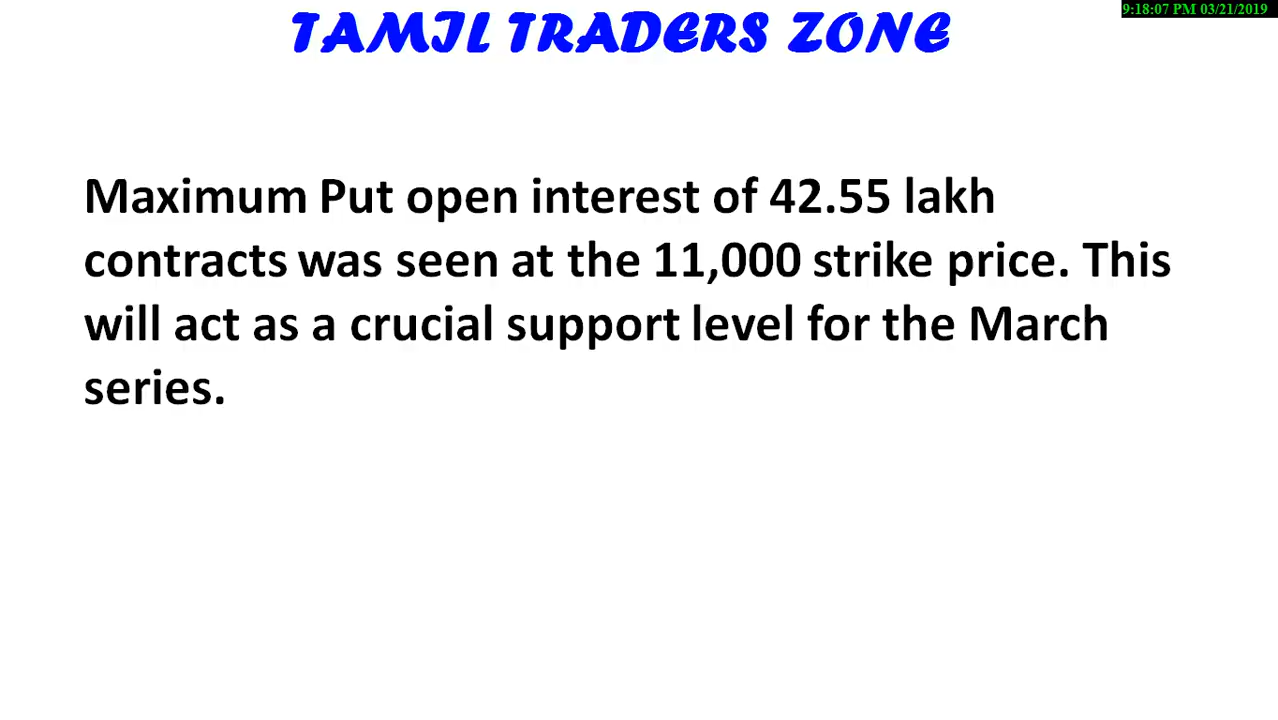 TAMIL TRADERS ZONE
9:18:07 PM 03/21/2019
Maximum Put open interest of 42.55 lakh
contracts was seen at the 11,000 strike price. This
will act as a crucial support level for the March
series.